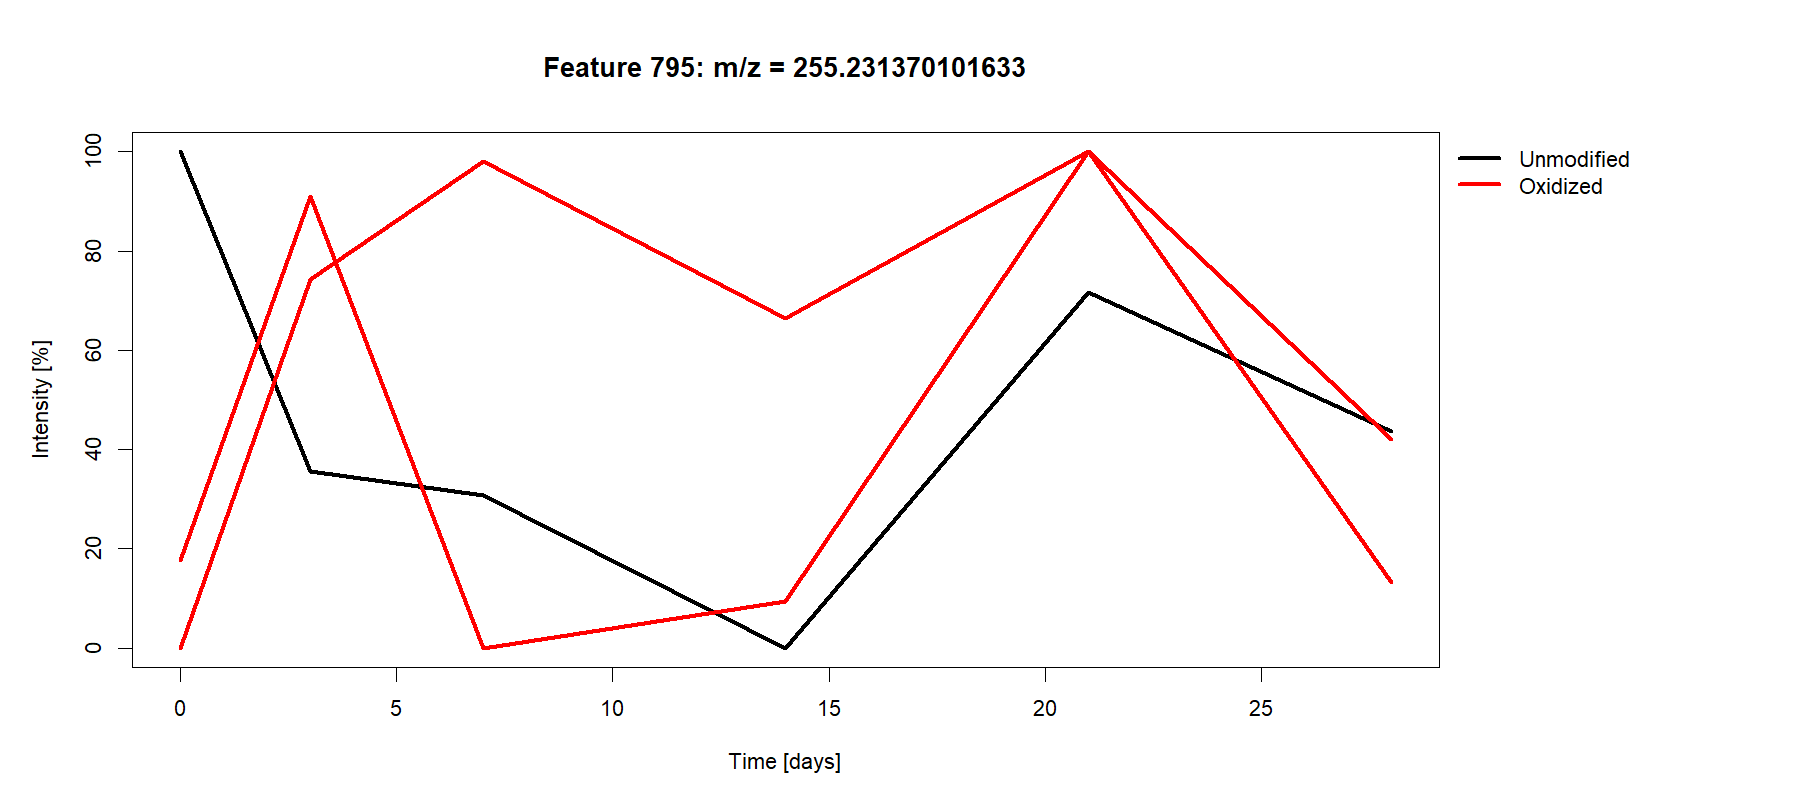 Feature 795: m/z = 255.231370101633
Unmodified
Oxidized
Intensity [%]
100
80
60
40
20
0
0 5 10 15 20 25
Time [days]